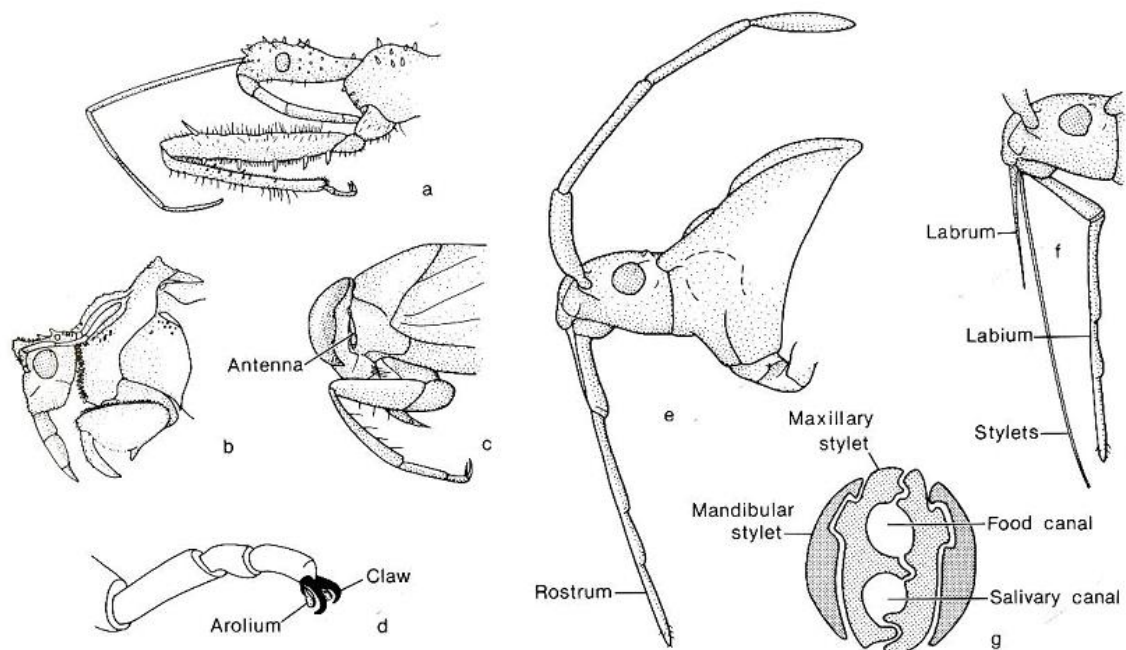 a
b
Antenna
c
Claw
Arolium
d
e
Rostrum
Labrum
f
Labium
Stylets
Maxillary
stylet
Mandibular
stylet
Food canal
Salivary canal
g